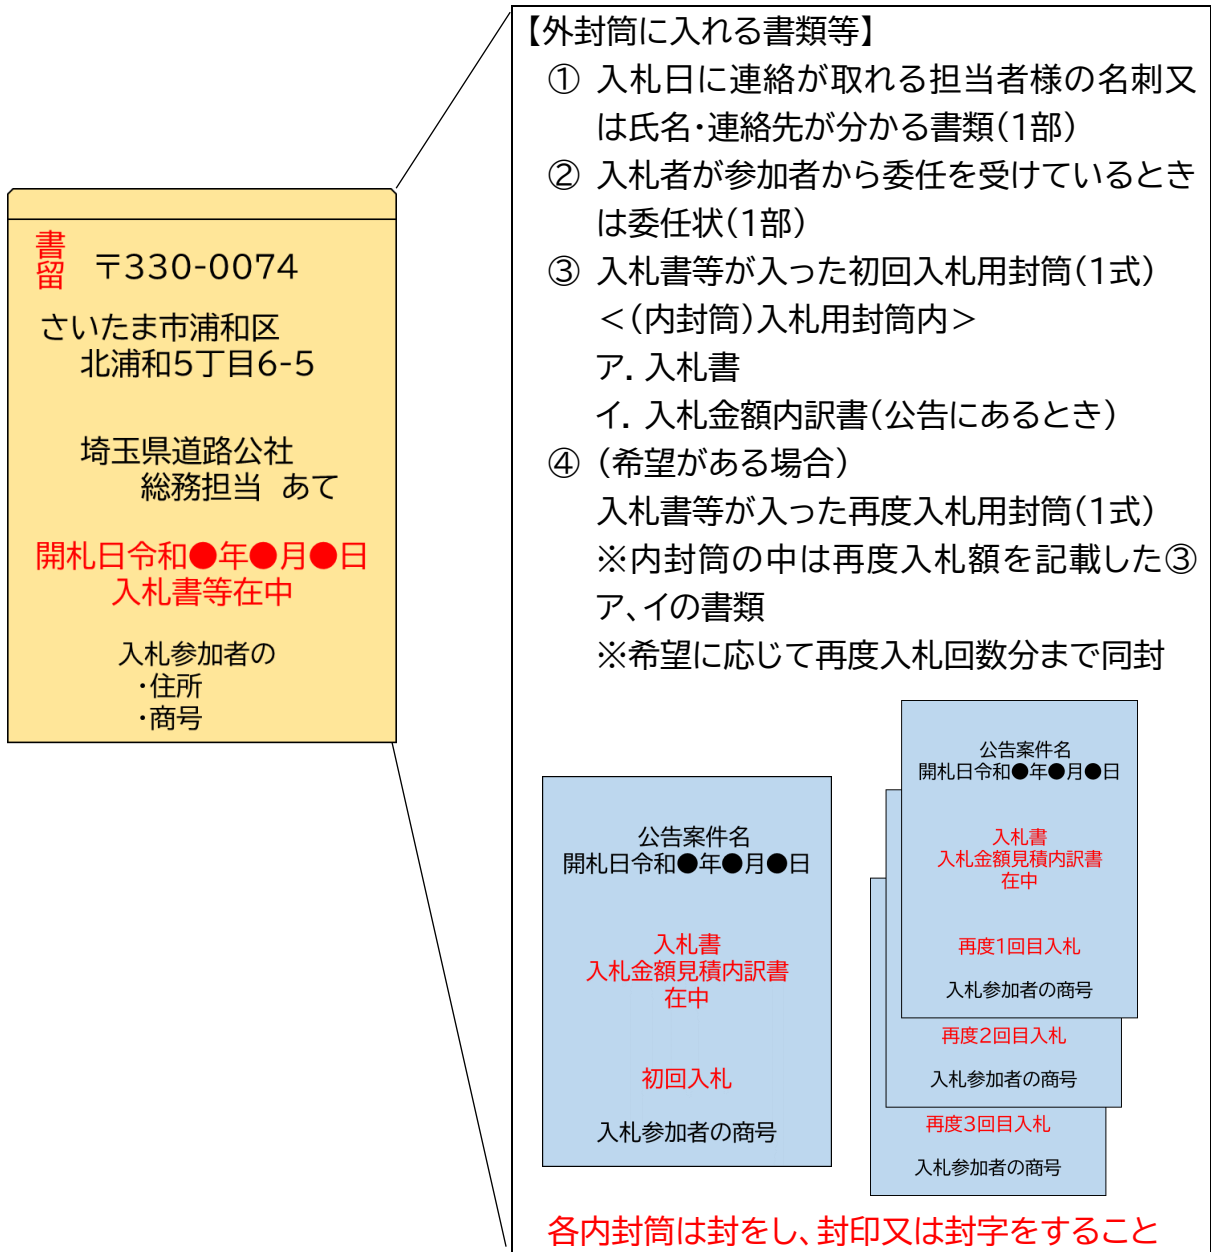 書留
〒330-0074
さいたま市浦和区
北浦和5丁目6-5
埼玉県道路公社
総務担当 あて
開札日令和●年●月●日
入札書等在中
入札参加者の
・住所
・商号
【外封筒に入れる書類等】
① 入札日に連絡が取れる担当者様の名刺又
は氏名・連絡先が分かる書類(1部)
② 入札者が参加者から委任を受けているとき
は委任状(1部)
③ 入札書等が入った初回入札用封筒(1式)
<(内封筒)入札用封筒内>
ア. 入札書
イ. 入札金額内訳書(公告にあるとき)
④ (希望がある場合)
入札書等が入った再度入札用封筒(1式)
※内封筒の中は再度入札額を記載した③
ア、イの書類
※希望に応じて再度入札回数分まで同封
公告案件名
開札日令和●年●月●日
入札書
入札金額見積内訳書
在中
初回入札
入札参加者の商号
公告案件名
開札日令和●年●月●日
入札書
入札金額見積内訳書
在中
再度1回目入札
入札参加者の商号
再度2回目入札
入札参加者の商号
再度3回目入札
入札参加者の商号
各内封筒は封をし、封印又は封字をすること